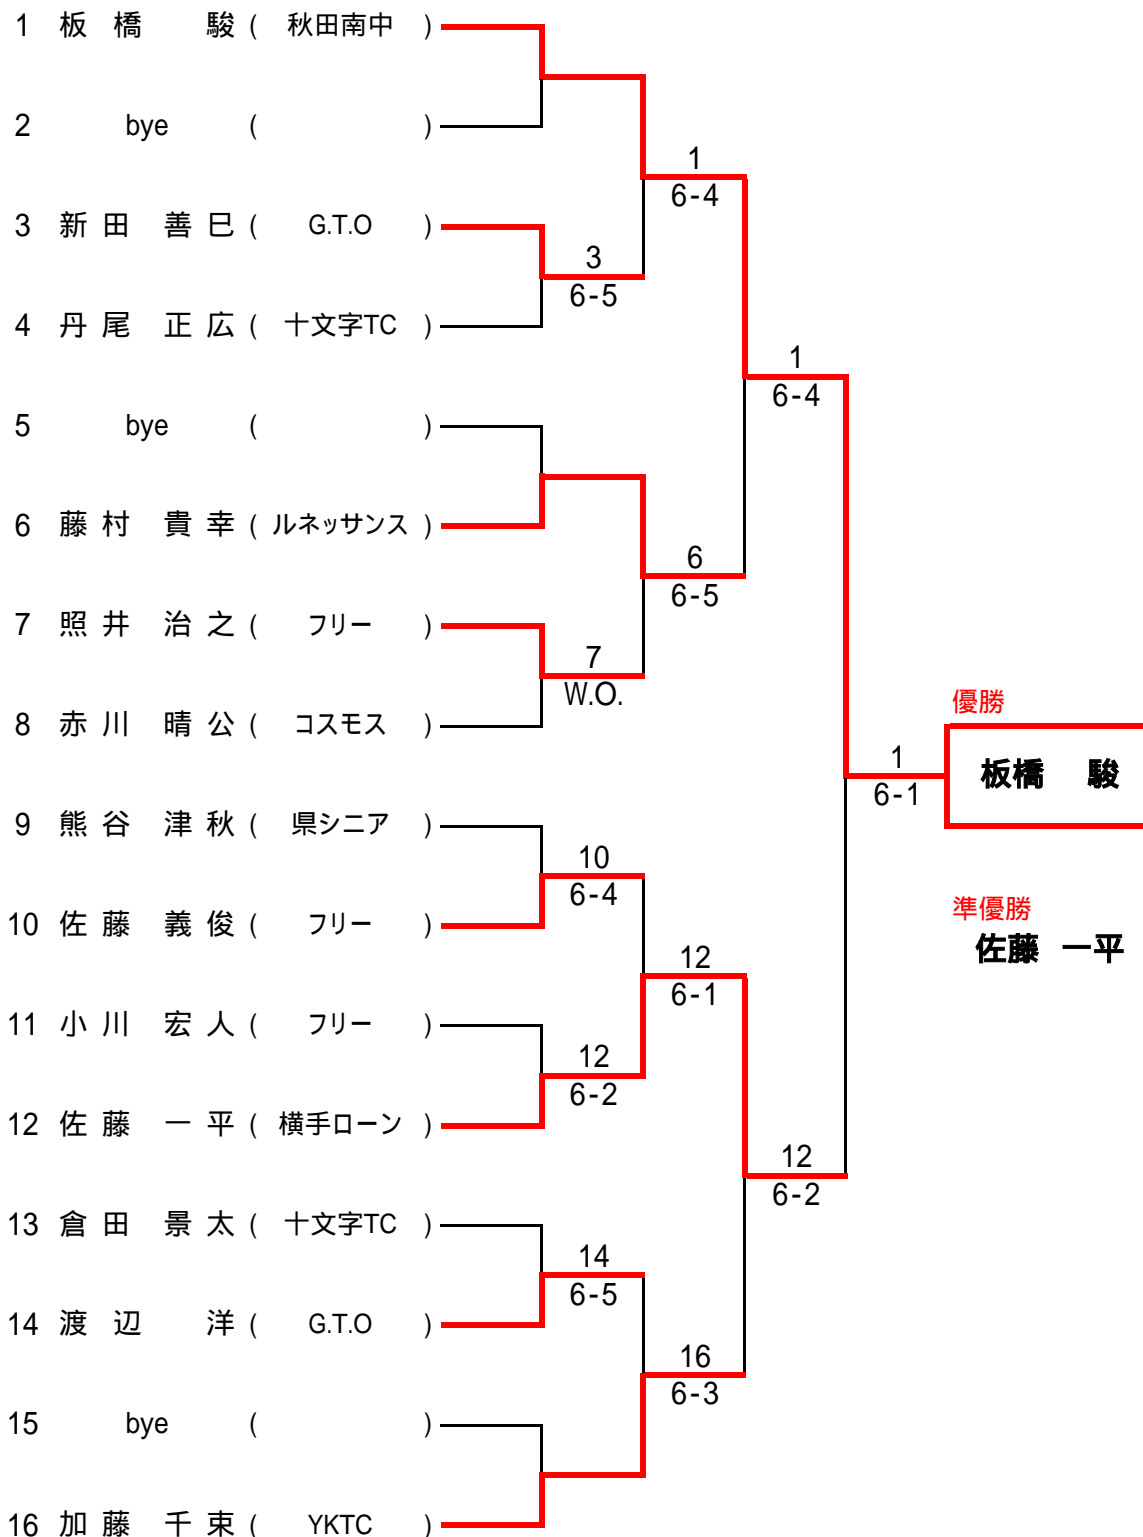 1 板 橋 駿 ( 秋田南中 )
2 bye ( )
1
6-4
3 新 田 善 巳 ( G.T.O )
3
6-5
4 丹 尾 正 広 ( 十文字TC )
1
6-4
5 bye ( )
6 藤 村 貴 幸 ( ルネッサンス )
6
6-5
7 照 井 治 之 ( フリー )
7
W.O.
8 赤 川 晴 公 ( コスモス )
優勝
1
6-1
板橋 駿
9 熊 谷 津 秋 ( 県シニア )
10
6-4
10 佐 藤 義 俊 ( フリー )
準優勝
佐藤 一平
12
6-1
11 小 川 宏 人 ( フリー )
12
6-2
12 佐 藤 一 平 ( 横手ローン )
12
6-2
13 倉 田 景 太 ( 十文字TC )
14
6-5
14 渡 辺 洋 ( G.T.O )
16
6-3
15 bye ( )
16 加 藤 千 束 ( YKTC )